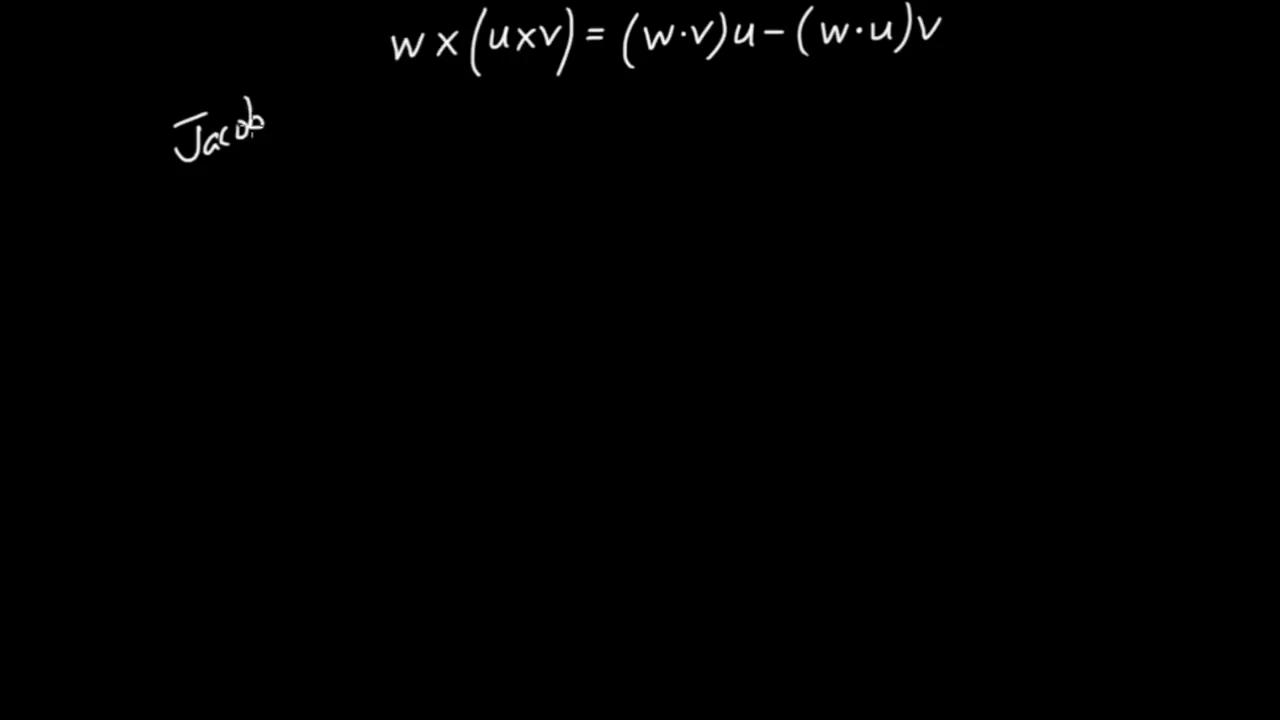 w x (u x v) = (w · v) u - (w · u) v
Jacob